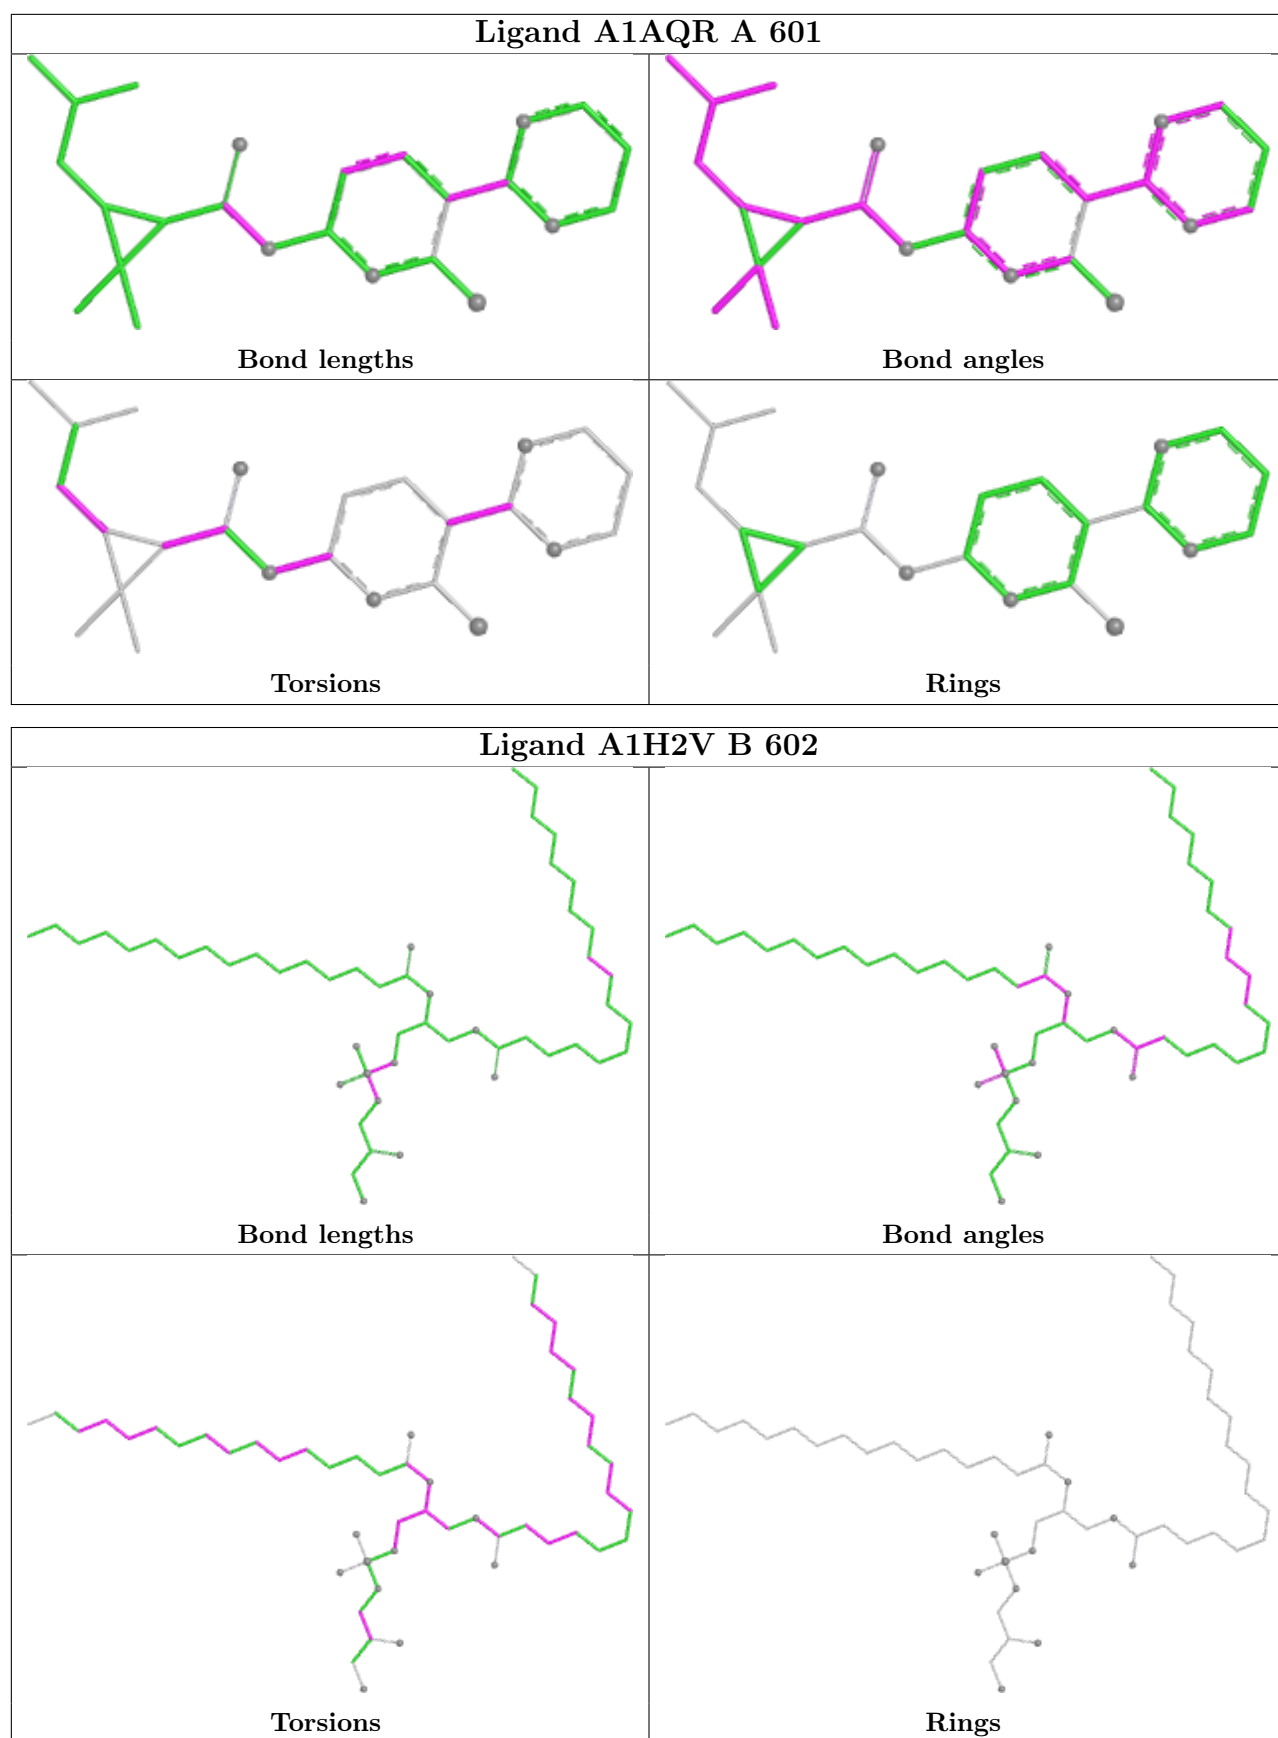 Ligand A1AQR A 601
Bond lengths
Bond angles
Torsions
Rings
Ligand A1H2V B 602
Bond lengths
Bond angles
Torsions
Rings